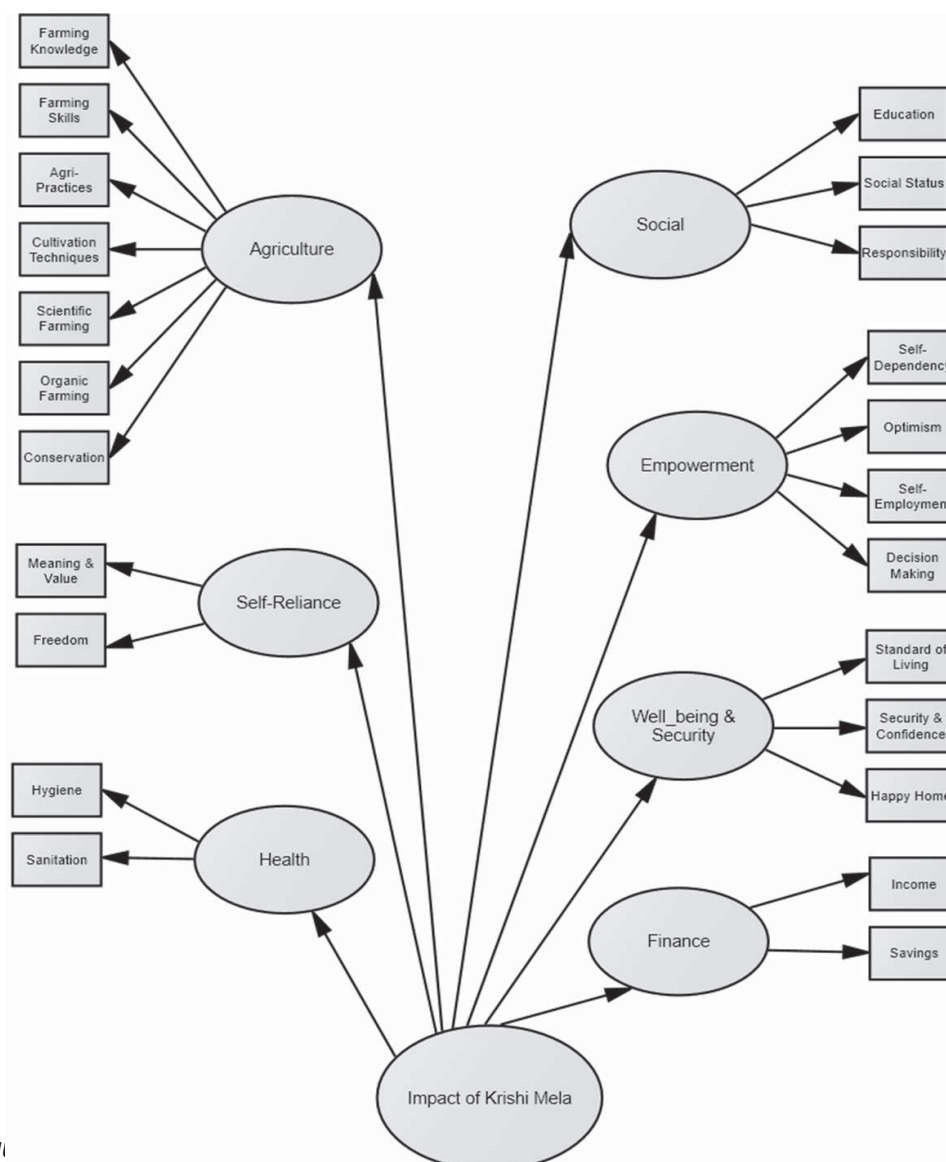 Farming
Knowledge
Farming
Skills
Agri-
Practices
Cultivation
Techniques
Scientific
Farming
Organic
Farming
Conservation
Agriculture
Meaning &
Value
Freedom
Self-Reliance
Hygiene
Sanitation
Health
Social
Education
Social Status
Responsibility
Empowerment
Self-
Dependency
Optimism
Self-
Employmen
Decision
Making
Well_being &
Security
Standard of
Living
Security &
Confidence
Happy Home
Finance
Income
Savings
Impact of Krishi Mela